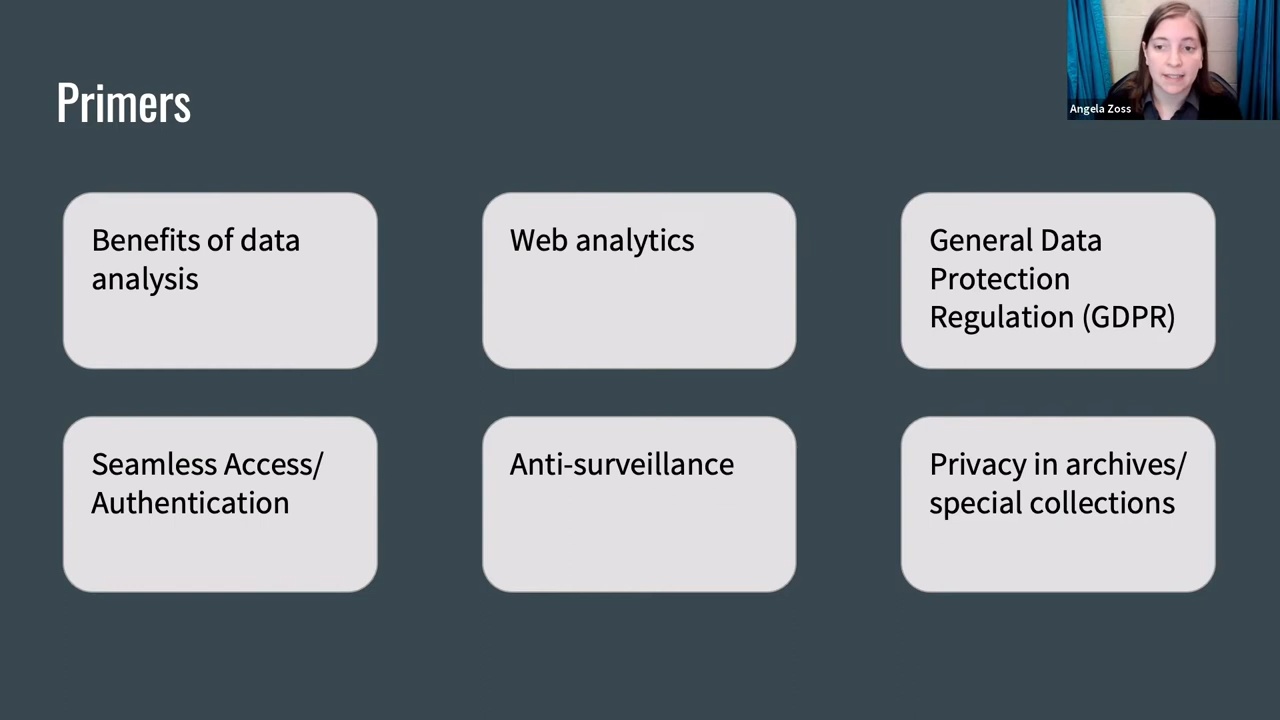 Primers
Angela Zoss
Benefits of data
analysis
Web analytics
General Data
Protection
Regulation (GDPR)
Seamless Access/
Authentication
Anti-surveillance
Privacy in archives/
special collections